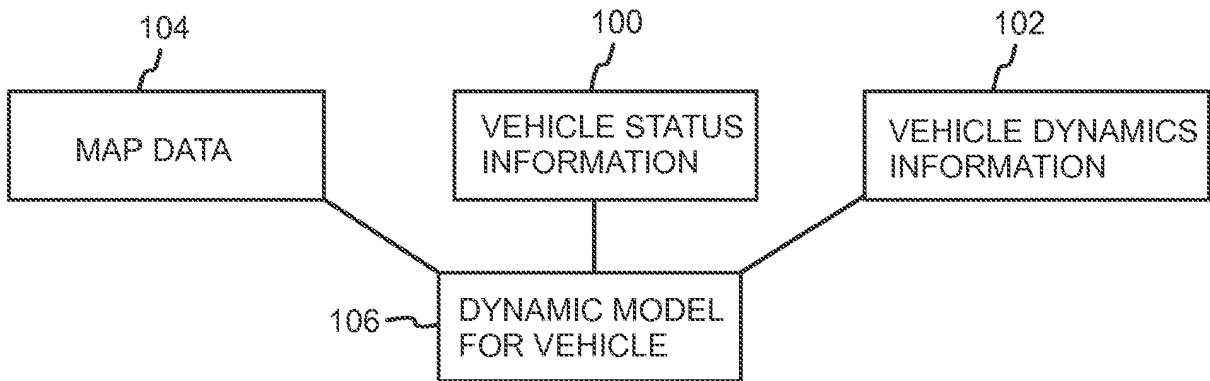 104
100
102
MAP DATA
VEHICLE STATUS
INFORMATION
VEHICLE DYNAMICS
INFORMATION
106
DYNAMIC MODEL
FOR VEHICLE